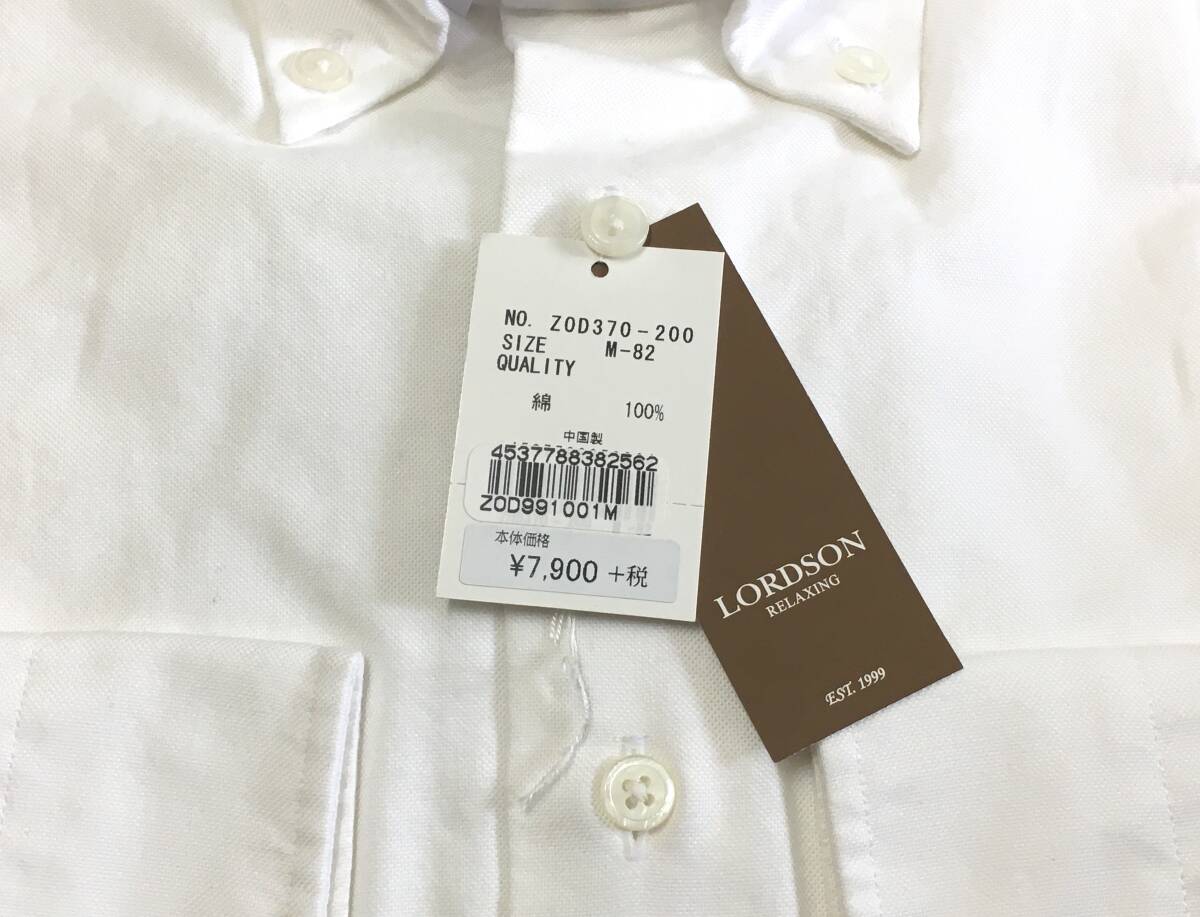 NO. ZOD370-200
SIZE M-82
QUALITY
綿 100%
中国製
4537788382562
ZOD991001M
本体価格
¥7,900 +税
LORDSON
RELAXING
EST. 1999